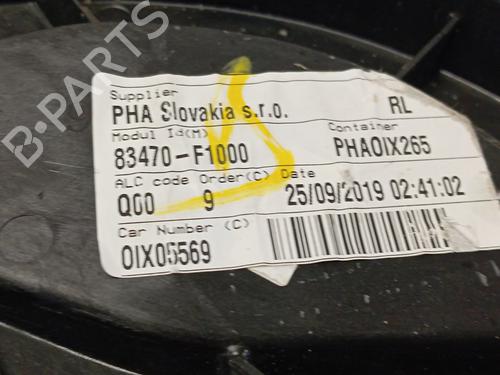 B-PARTS
Supplier
PHA Slovakia s.r.o. RL
Modul Id(M) Container
83470-F1000 PHAOIX265
ALC code Order(C) Date
Q00 9 25/09/2019 02:41:02
Car Number (C)
OIX05569